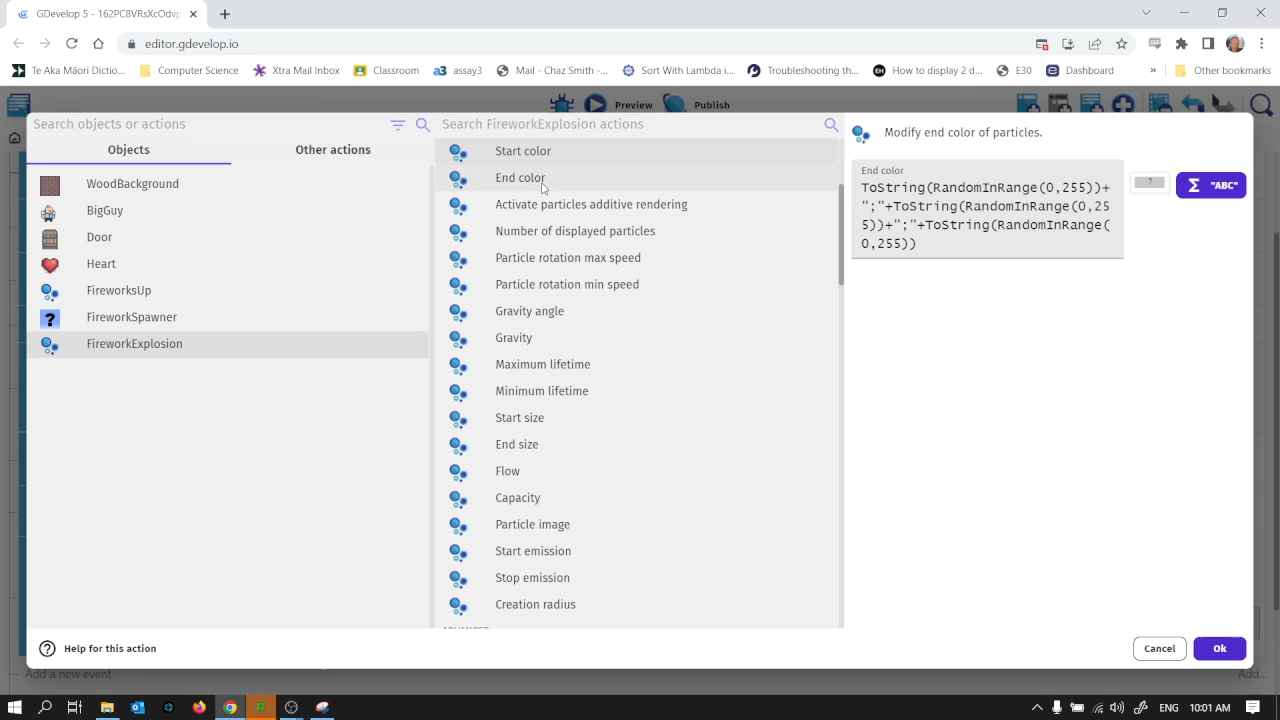 GDevelop 5 - 162PC8VRsXcOdvp
editor.gdevelop.io
Te Aka Māori Dictio...
Computer Science
Xtra Mail Inbox
Classroom
a3 assay3
Mail - Chaz Smith -...
Sort With Lambda i...
Troubleshooting th...
EH How to display 2 d...
E30
Dashboard
»
Other bookmarks
Preview
Publish
Search objects or actions
Search FireworkExplosion actions
Modify end color of particles.
Objects
Other actions
WoodBackground
BigGuy
Door
Heart
FireworksUp
? FireworkSpawner
FireworkExplosion
Start color
End color
Activate particles additive rendering
Number of displayed particles
Particle rotation max speed
Particle rotation min speed
Gravity angle
Gravity
Maximum lifetime
Minimum lifetime
Start size
End size
Flow
Capacity
Particle image
Start emission
Stop emission
Creation radius
End color
ToString(RandomInRange(0,255))+
";"+ToString(RandomInRange(0,25
5))+";"+ToString(RandomInRange(
0,255))
?
Σ "ABC"
? Help for this action
Cancel
Ok
Add a new event
Add...
ENG
10:01 AM